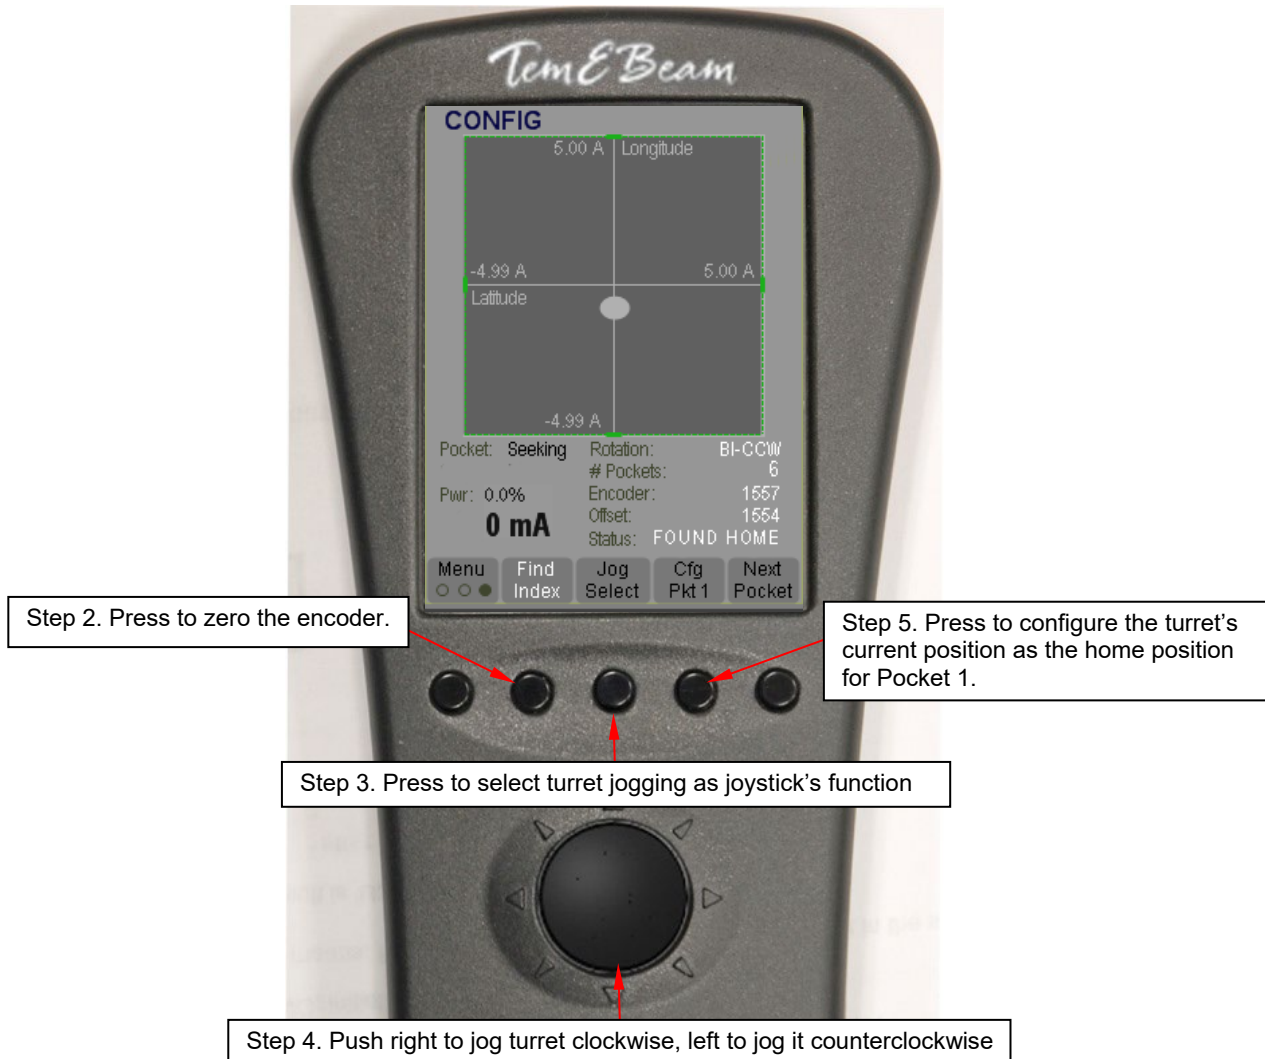 Tem E Beam
CONFIG
5.00 A Longitude
-4.99 A 5.00 A
Latitude
-4.99 A
Pocket: Seeking Rotation: BI-CCW
# Pockets: 6
Pwr: 0.0% Encoder: 1557
Offset: 1554
0 mA
Status: FOUND HOME
Menu Find Jog Cfg Next
Index Select Pkt 1 Pocket
Step 2. Press to zero the encoder.
Step 5. Press to configure the turret's
current position as the home position
for Pocket 1.
Step 3. Press to select turret jogging as joystick's function
Step 4. Push right to jog turret clockwise, left to jog it counterclockwise